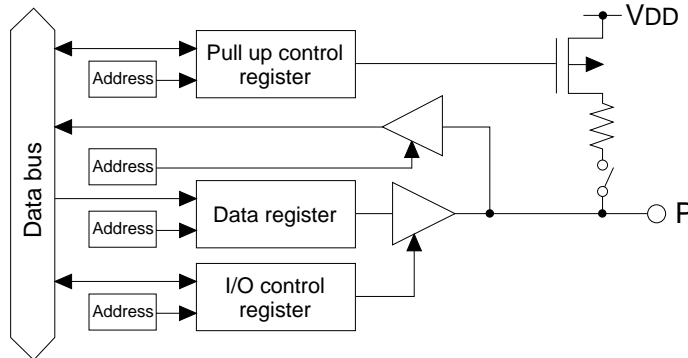 VDD
Pull up control
register
Address
Address
Data bus
Data register
Address
P
I/O control
register
Address